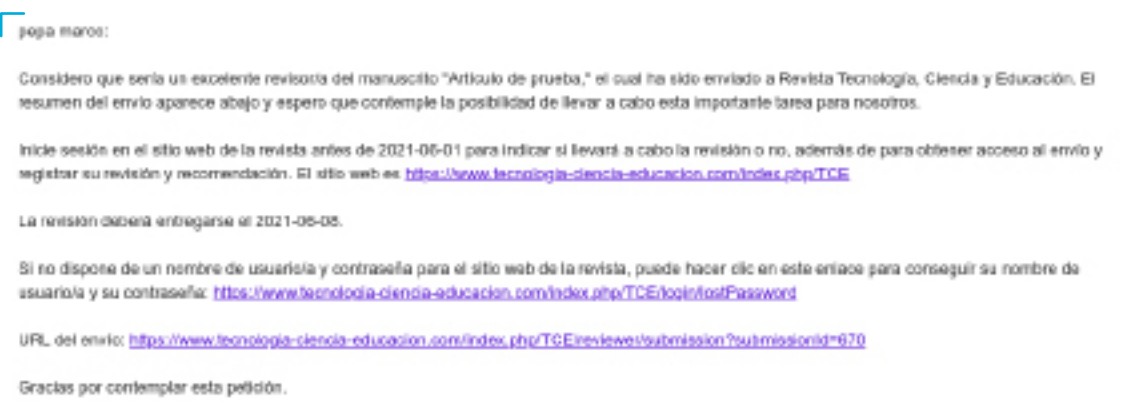 pepa marco:
Considero que sería un excelente revisor/a del manuscrito "Artículo de prueba," el cual ha sido enviado a Revista Tecnología, Ciencia y Educación. El
resumen del envío aparece abajo y espero que contemple la posibilidad de llevar a cabo esta importante tarea para nosotros.
Inicie sesión en el sitio web de la revista antes de 2021-06-01 para indicar si llevará a cabo la revisión o no, además de para obtener acceso al envío y
registrar su revisión y recomendación. El sitio web es https://www.tecnologia-ciencia-educacion.com/index.php/TCE
La revisión deberá entregarse el 2021-06-08.
Si no dispone de un nombre de usuario/a y contraseña para el sitio web de la revista, puede hacer clic en este enlace para conseguir su nombre de
usuario/a y su contraseña: https://www.tecnologia-ciencia-educacion.com/index.php/TCE/login/lostPassword
URL del envío: https://www.tecnologia-ciencia-educacion.com/index.php/TCE/reviewer/submission?submissionId=670
Gracias por contemplar esta petición.